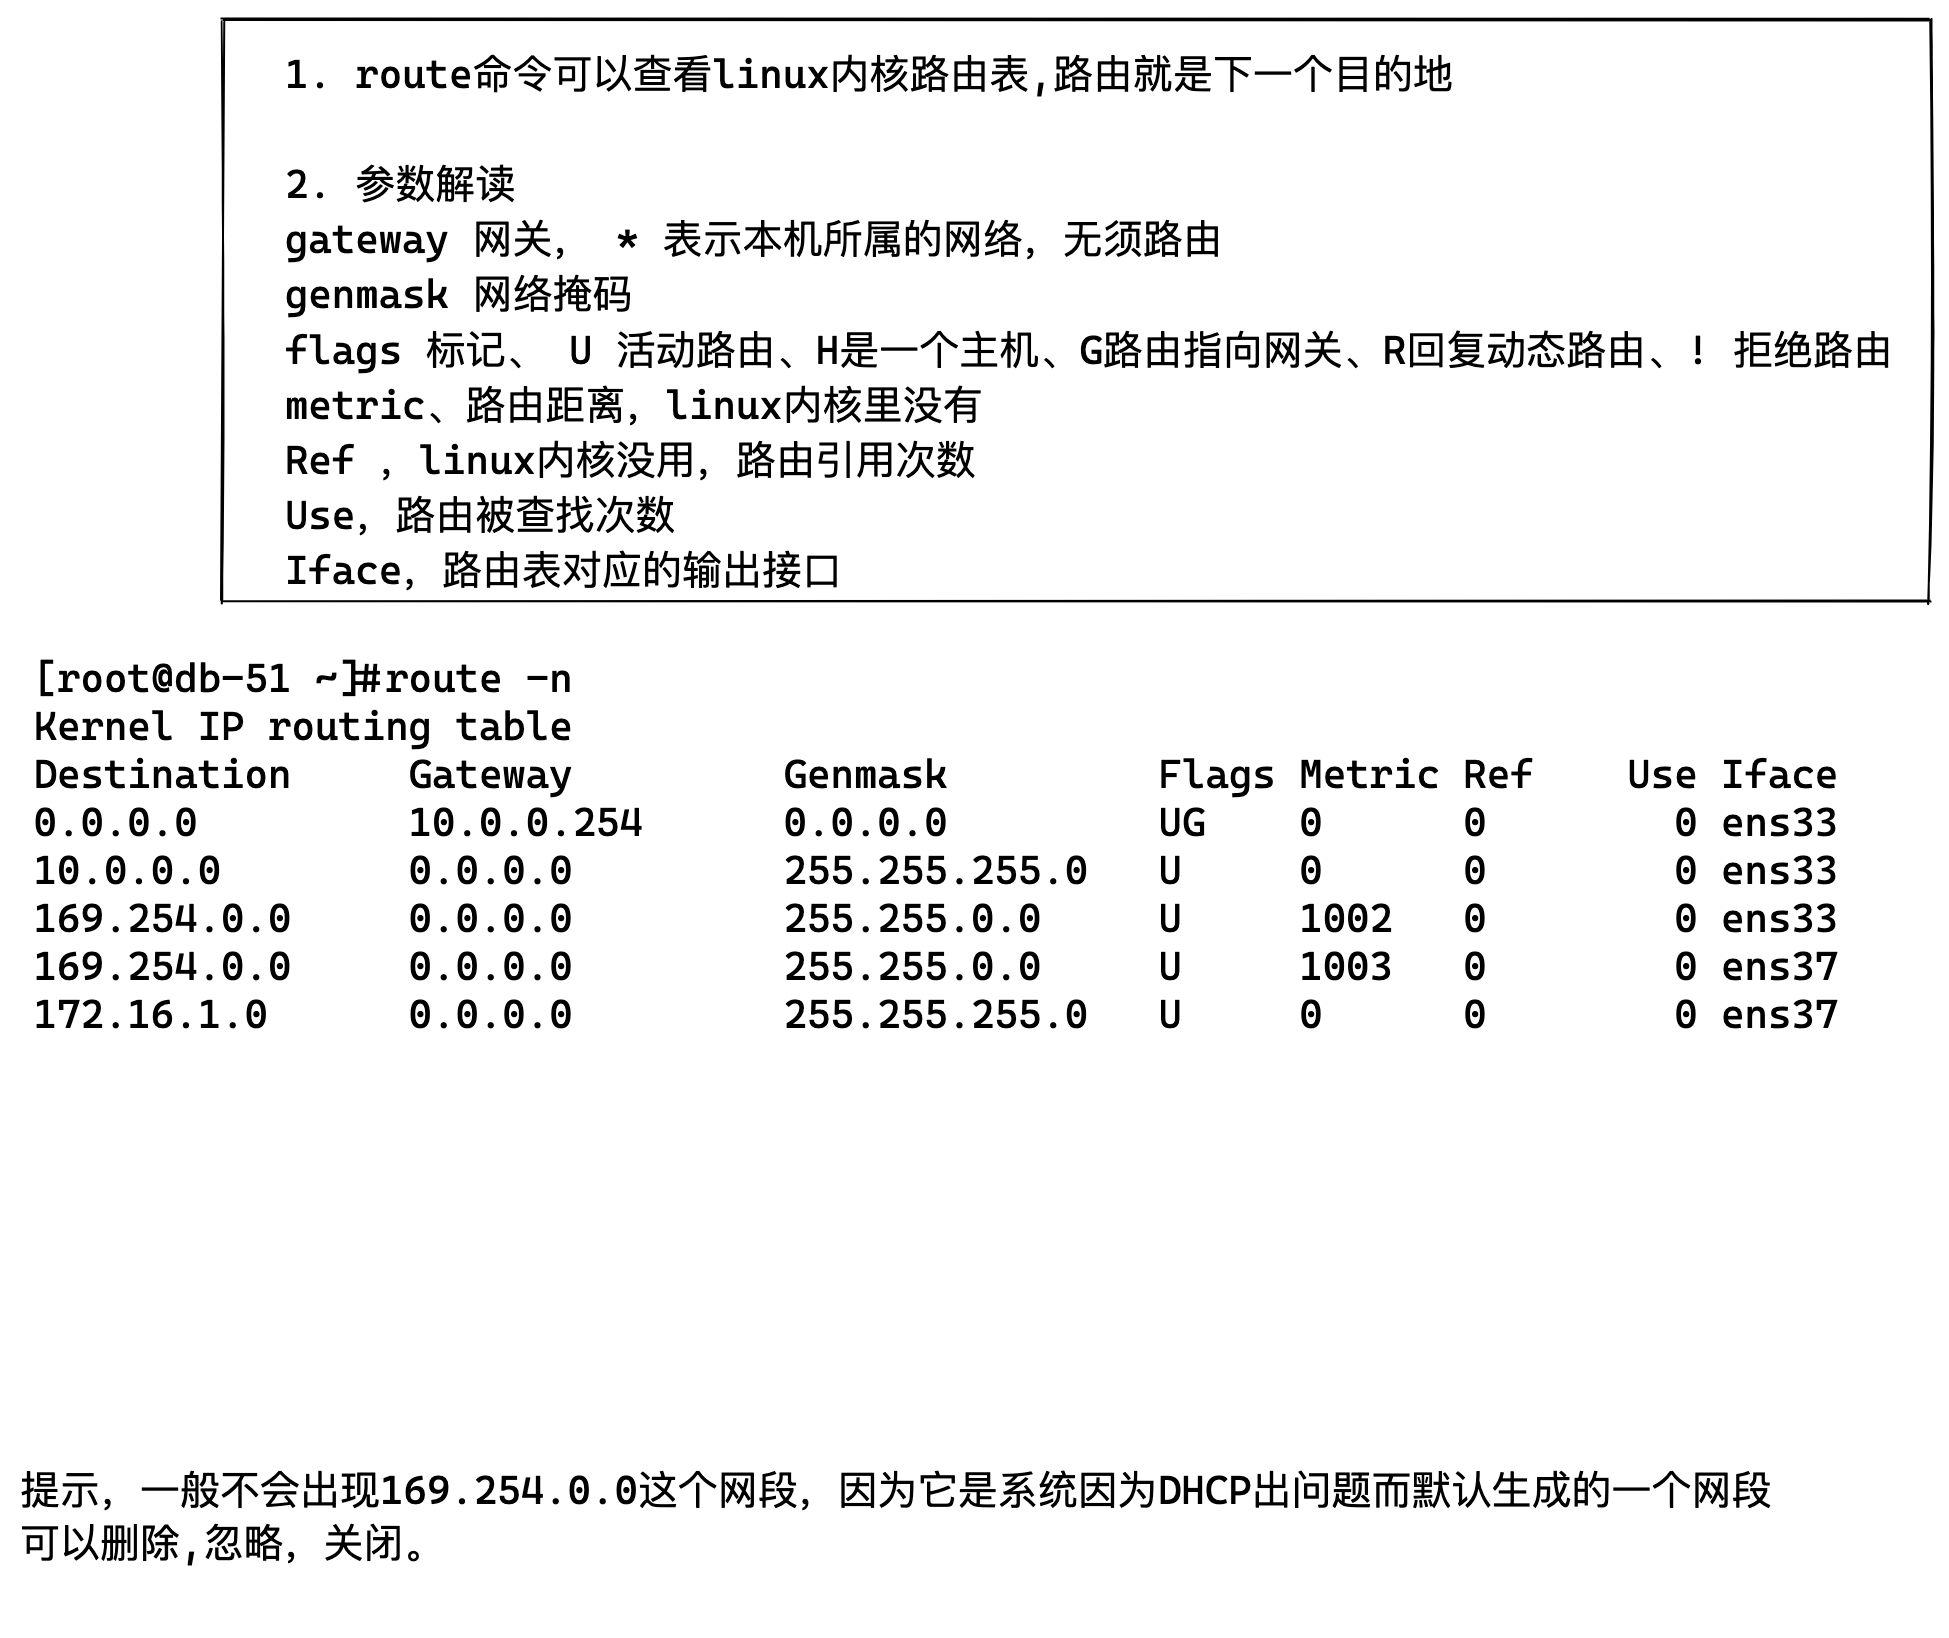 1. route命令可以查看linux内核路由表,路由就是下一个目的地
2. 参数解读
gateway 网关， * 表示本机所属的网络，无须路由
genmask 网络掩码
flags 标记、 U 活动路由、H是一个主机、G路由指向网关、R回复动态路由、! 拒绝路由
metric、路由距离，linux内核里没有
Ref ，linux内核没用，路由引用次数
Use，路由被查找次数
Iface，路由表对应的输出接口
[root@db-51 ~]#route -n
Kernel IP routing table
Destination     Gateway         Genmask         Flags Metric Ref    Use Iface
0.0.0.0         10.0.0.254      0.0.0.0         UG    0      0        0 ens33
10.0.0.0        0.0.0.0         255.255.255.0   U     0      0        0 ens33
169.254.0.0     0.0.0.0         255.255.0.0     U     1002   0        0 ens33
169.254.0.0     0.0.0.0         255.255.0.0     U     1003   0        0 ens37
172.16.1.0      0.0.0.0         255.255.255.0   U     0      0        0 ens37
提示，一般不会出现169.254.0.0这个网段，因为它是系统因为DHCP出问题而默认生成的一个网段
可以删除,忽略，关闭。